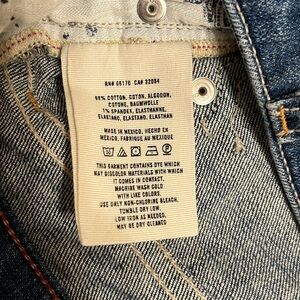 RN# 66170 CA# 32084
99% COTTON, COTON, ALGODON,
COTONE, BAUMWOLLE
1% SPANDEX, ELASTHANNE,
ELASTANO, ELASTAN, ELASTHAN
MADE IN MEXICO, HECHO EN
MEXICO, FABRIQUE AU MEXIQUE
THIS GARMENT CONTAINS DYE WHICH
MAY DISCOLOR MATERIALS WITH WHICH
IT COMES IN CONTACT.
MACHINE WASH COLD
WITH LIKE COLORS.
USE ONLY NON-CHLORINE BLEACH.
TUMBLE DRY LOW.
LOW IRON AS NEEDED.
MAY BE DRY CLEANED